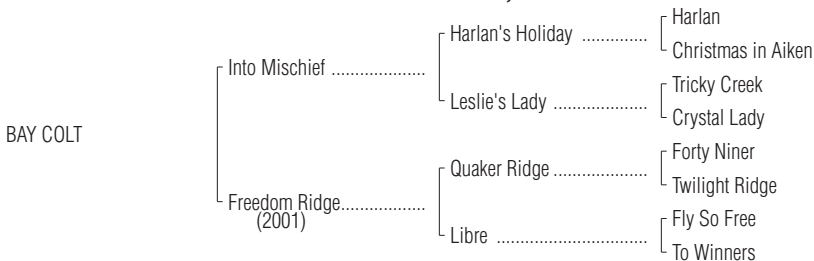 Harlan
Harlan's Holiday ..............
Christmas in Aiken
Into Mischief ....................
Tricky Creek
Leslie's Lady ....................
Crystal Lady
BAY COLT
Forty Niner
Quaker Ridge ....................
Twilight Ridge
Freedom Ridge..................
(2001)
Fly So Free
Libre ................................
To Winners